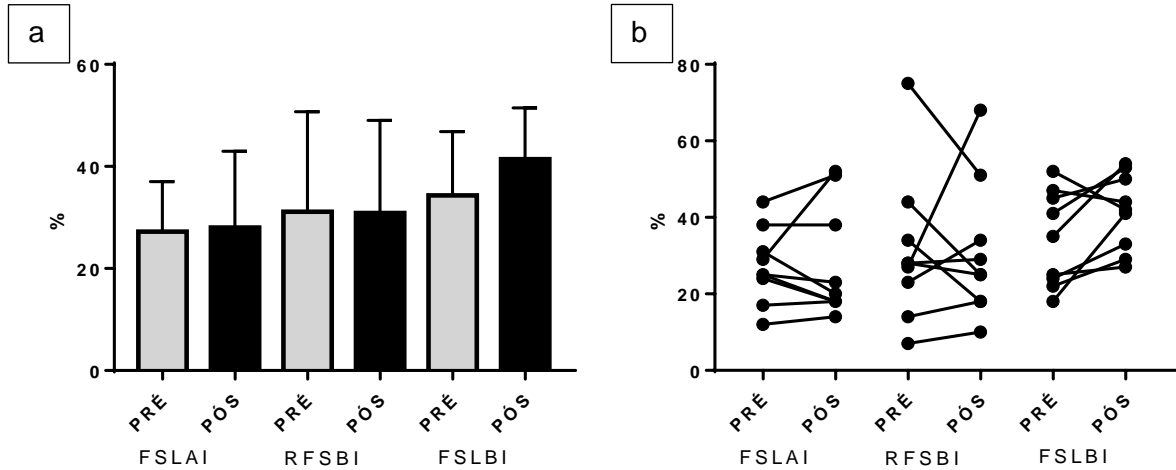 a
60
40
20
0
%
PRÉ PÓS PRÉ PÓS PRÉ PÓS
FSLAI RFSBI FSLBI
b
80
60
40
20
0
%
PRÉ PÓS PRÉ PÓS PRÉ PÓS
FSLAI RFSBI FSLBI